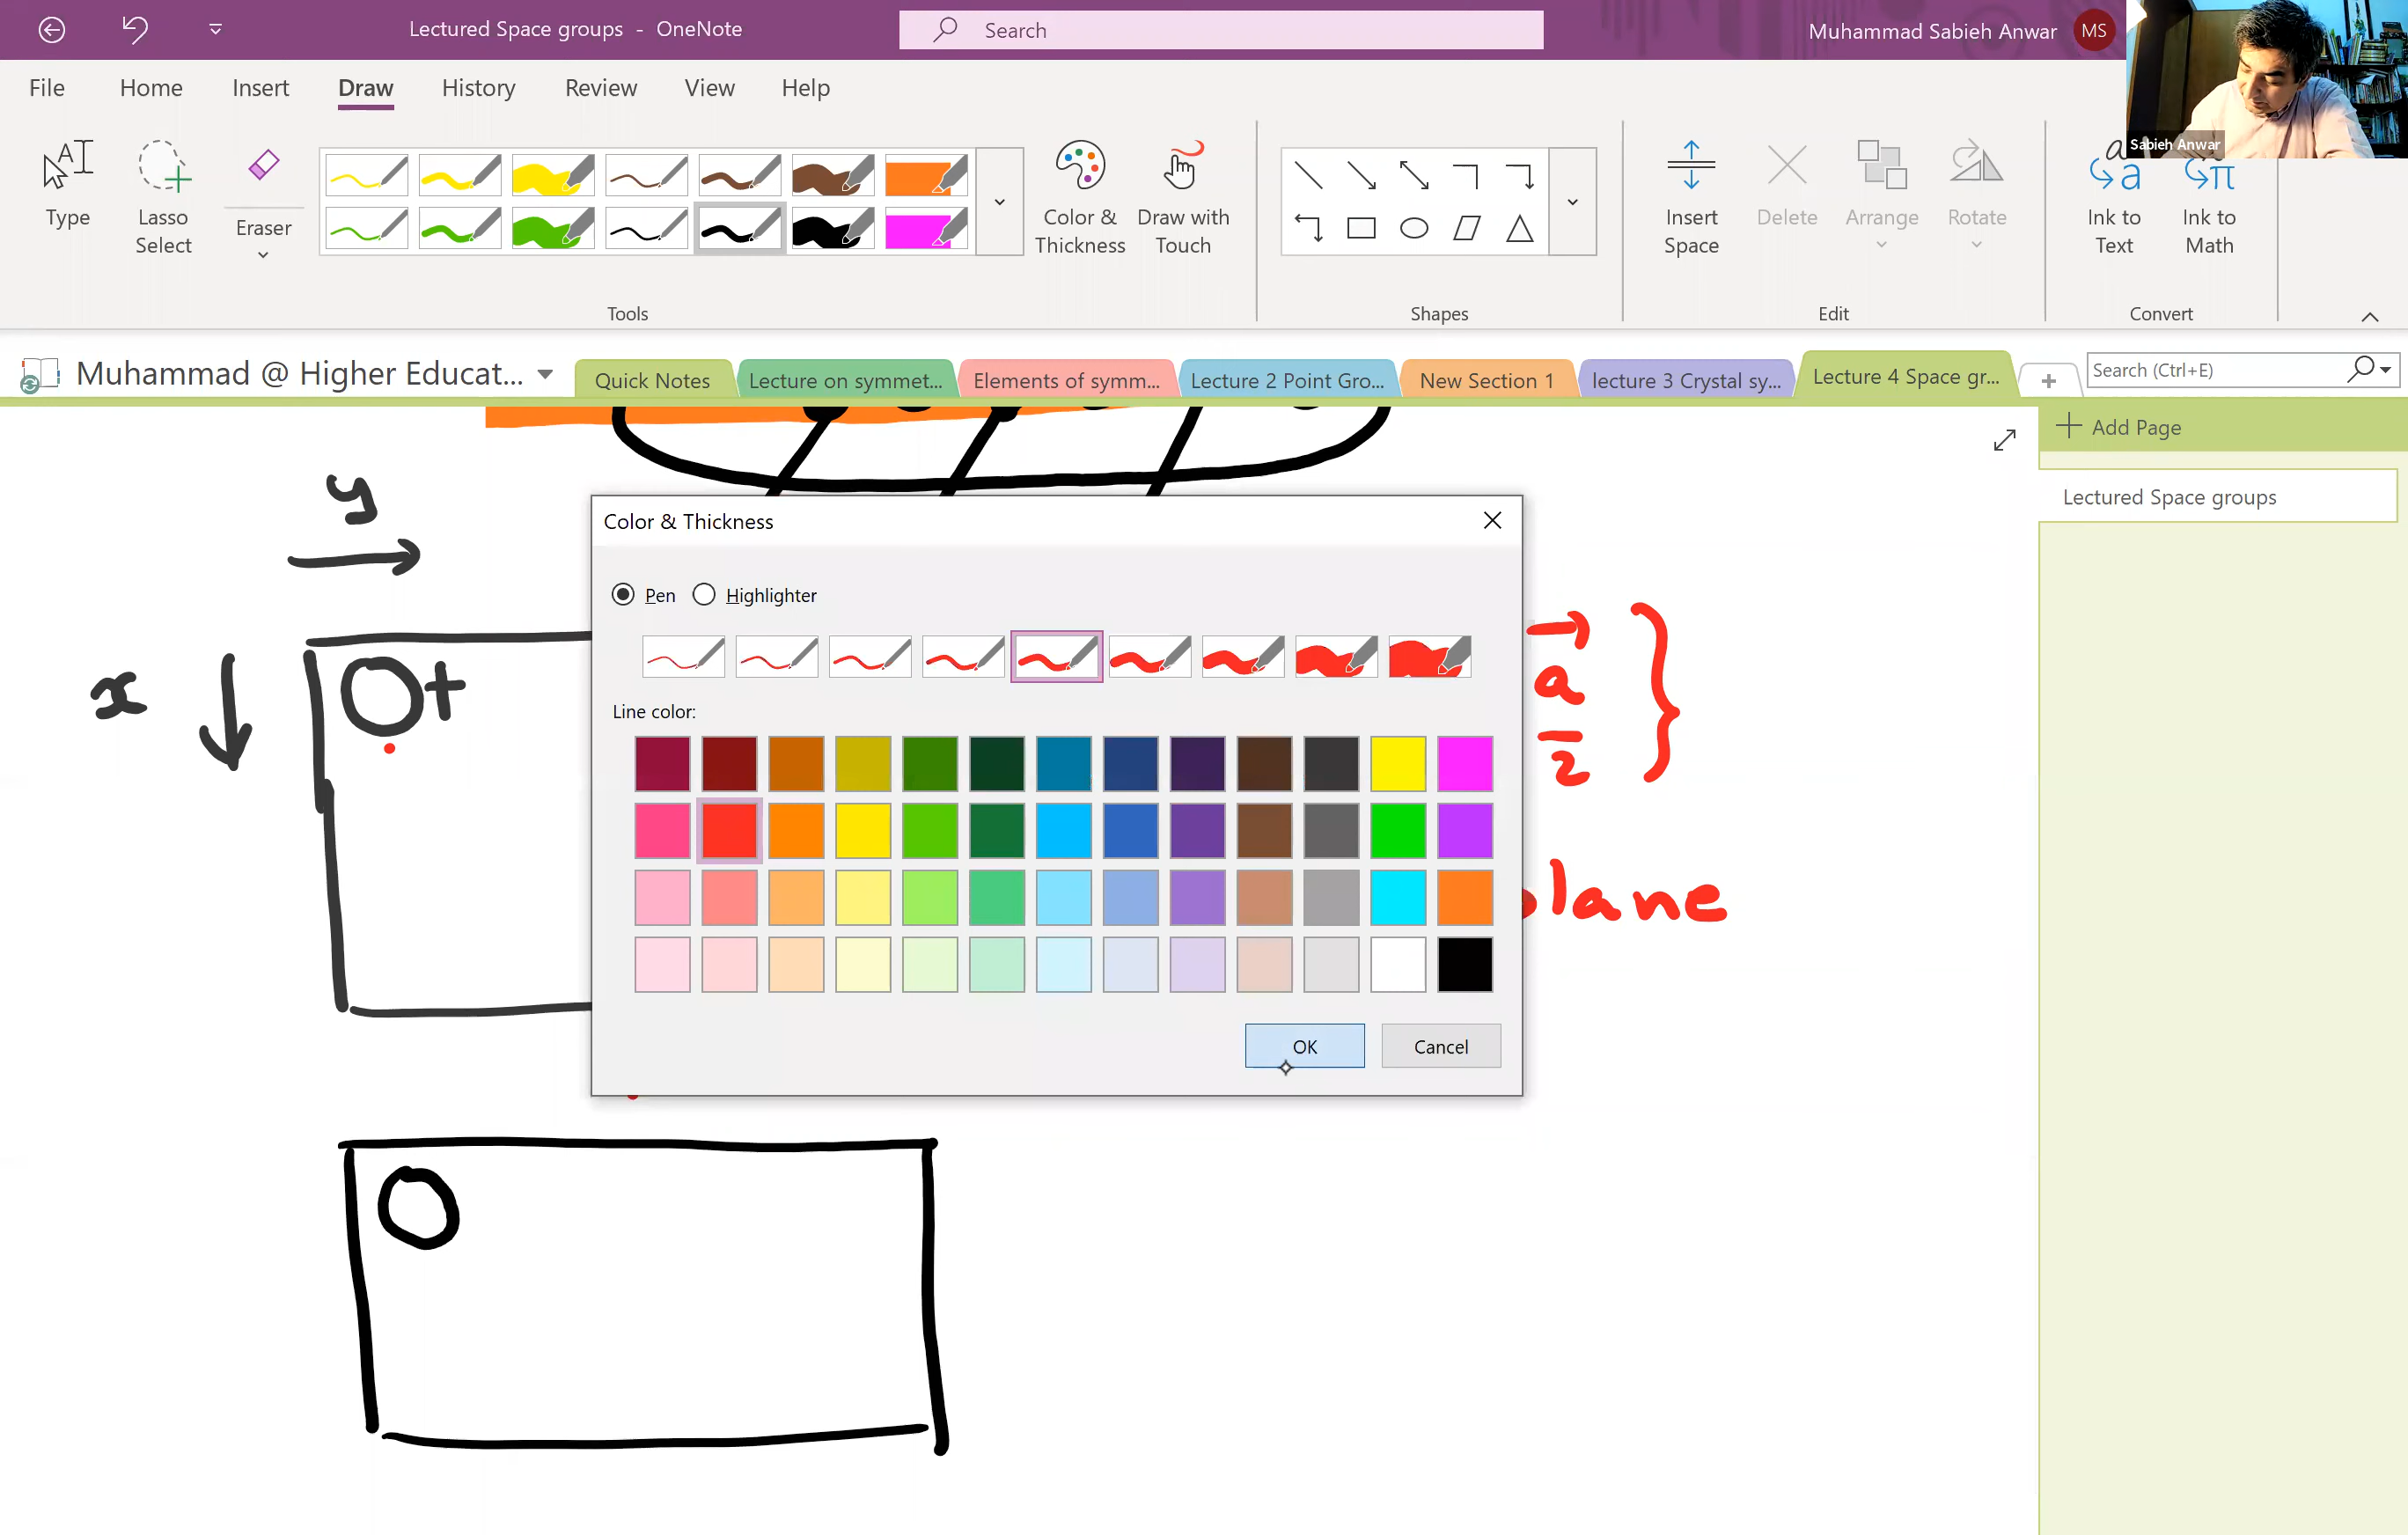 Lectured Space groups - OneNote
Search
Muhammad Sabieh Anwar
MS
Sabieh Anwar
File
Home
Insert
Draw
History
Review
View
Help
Type
Lasso Select
Eraser
Color & Thickness
Draw with Touch
Insert Space
Delete
Arrange
Rotate
Ink to Text
Ink to Math
Tools
Shapes
Edit
Convert
Muhammad @ Higher Educat...
Quick Notes
Lecture on symmet...
Elements of symm...
Lecture 2 Point Gro...
New Section 1
lecture 3 Crystal sy...
Lecture 4 Space gr...
Search (Ctrl+E)
Add Page
Lectured Space groups
y
x
+
Color & Thickness
Pen
Highlighter
Line color:
OK
Cancel
a
2
plane